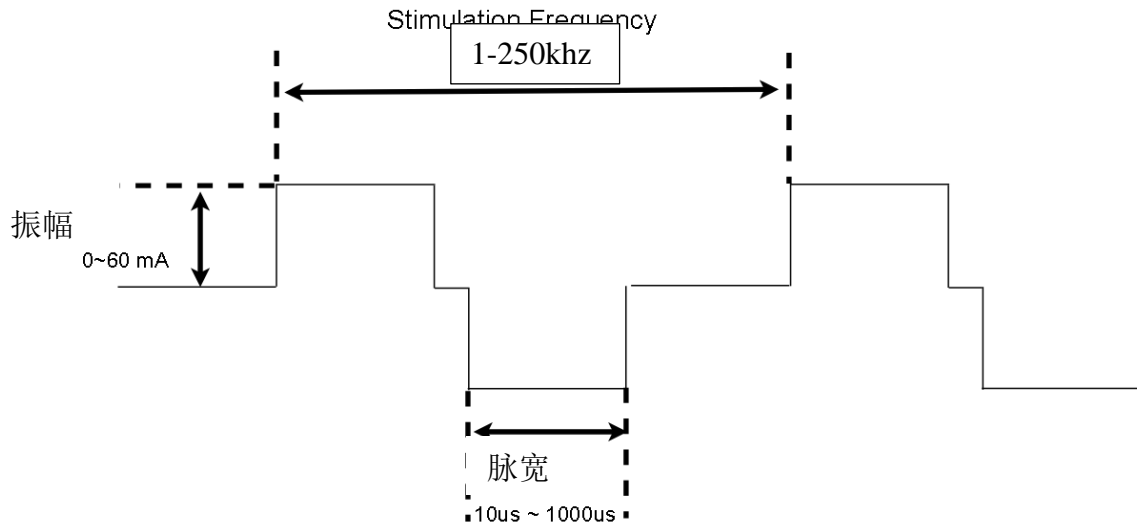 Stimulation Frequency
1-250khz
振幅
0~60 mA
脉宽
10us ~ 1000us